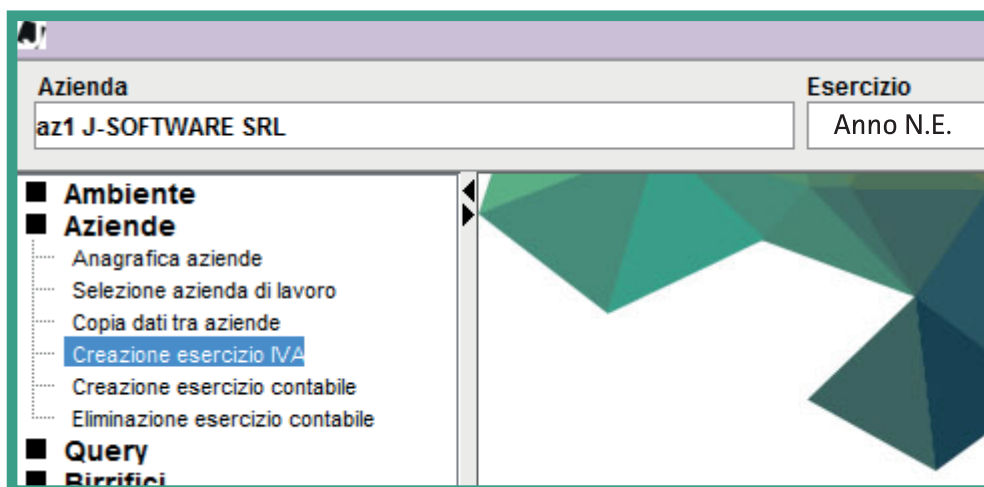 J
Azienda
Esercizio
az1 J-SOFTWARE SRL
Anno N.E.
Ambiente
Aziende
Anagrafica aziende
Selezione azienda di lavoro
Copia dati tra aziende
Creazione esercizio IVA
Creazione esercizio contabile
Eliminazione esercizio contabile
Query
Birrifici